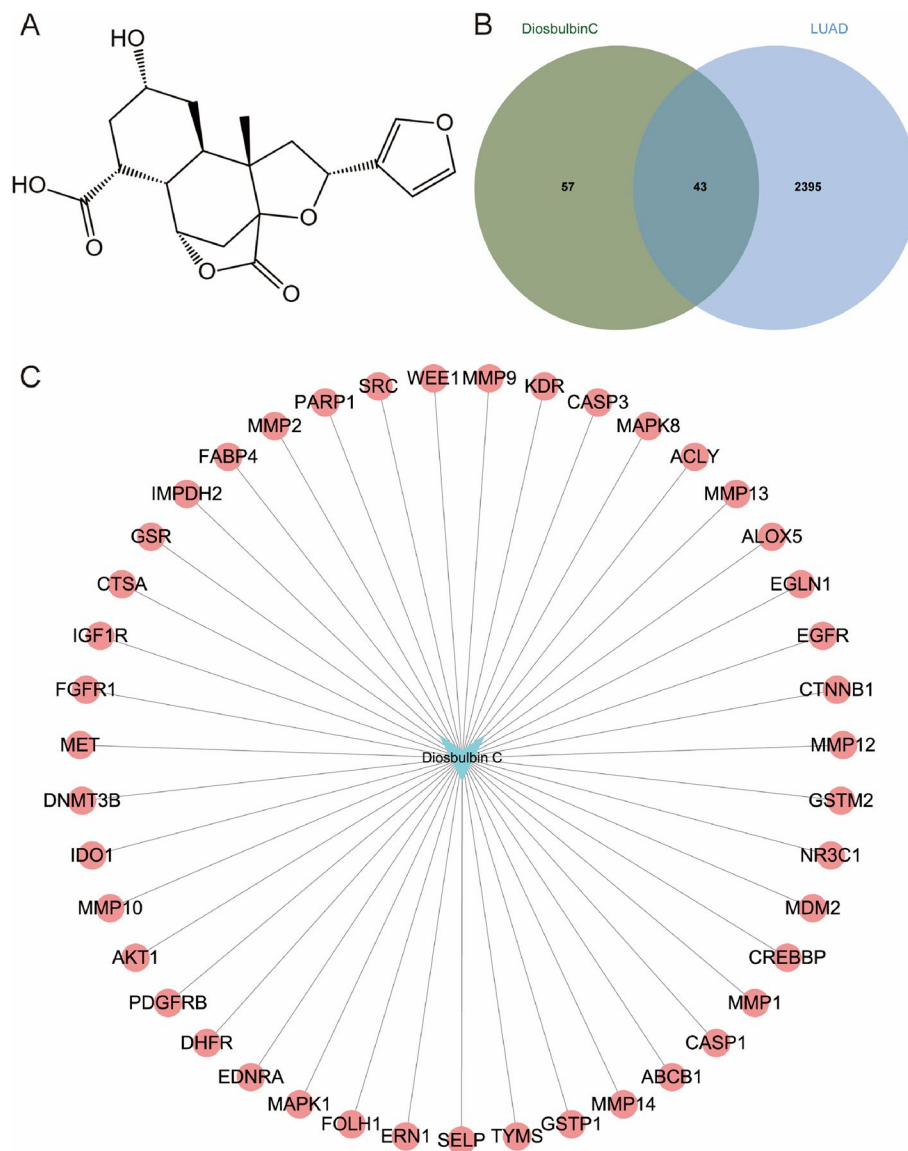 A
HO
HO
O
O
O
O
O
B
DiosbulbinC
LUAD
57
43
2395
C
WEE1
MMP9
KDR
CASP3
MAPK8
ACLY
MMP13
ALOX5
EGLN1
EGFR
CTNNB1
MMP12
GSTM2
NR3C1
MDM2
CREBBP
MMP1
CASP1
ABCB1
MMP14
GSTP1
TYMS
SELP
ERN1
FOLH1
MAPK1
EDNRA
DHFR
PDGFRB
AKT1
MMP10
IDO1
DNMT3B
MET
FGFR1
IGF1R
CTSA
GSR
IMPDH2
FABP4
MMP2
PARP1
SRC
Diosbulbin C